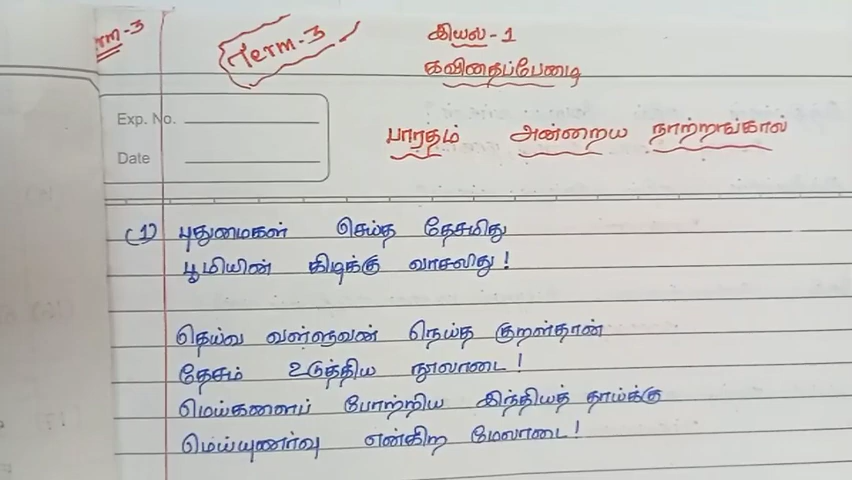 rm-3
Term-3
இயல்-1
கவிதைப்பேழை
Exp. No.
Date
பாரதம் அன்றைய நாற்றங்கால்
(1) புதுமைகள் செய்த தேசமிது
பூமியின் கிழக்கு வாசலிது!
தெய்வ வள்ளுவன் நெய்த குறள்தான்
தேசம் உடுத்திய நூலாடை!
மெய்களைப் போற்றிய இந்தியத் தாய்க்கு
மெய்யுணர்வு என்கிற மேலாடை!